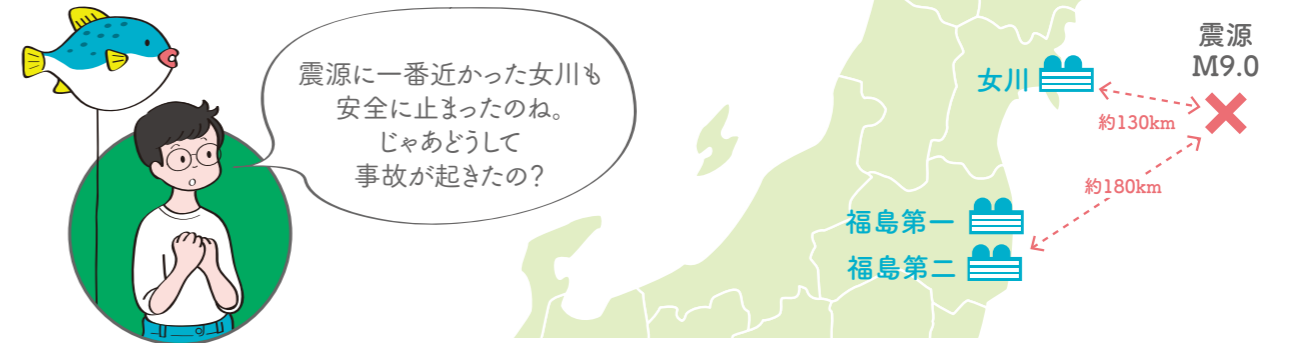 震源に一番近かった女川も
安全に止まったのね。
じゃあどうして
事故が起きたの?
震源
M9.0
女川
約130km
約180km
福島第一
福島第二